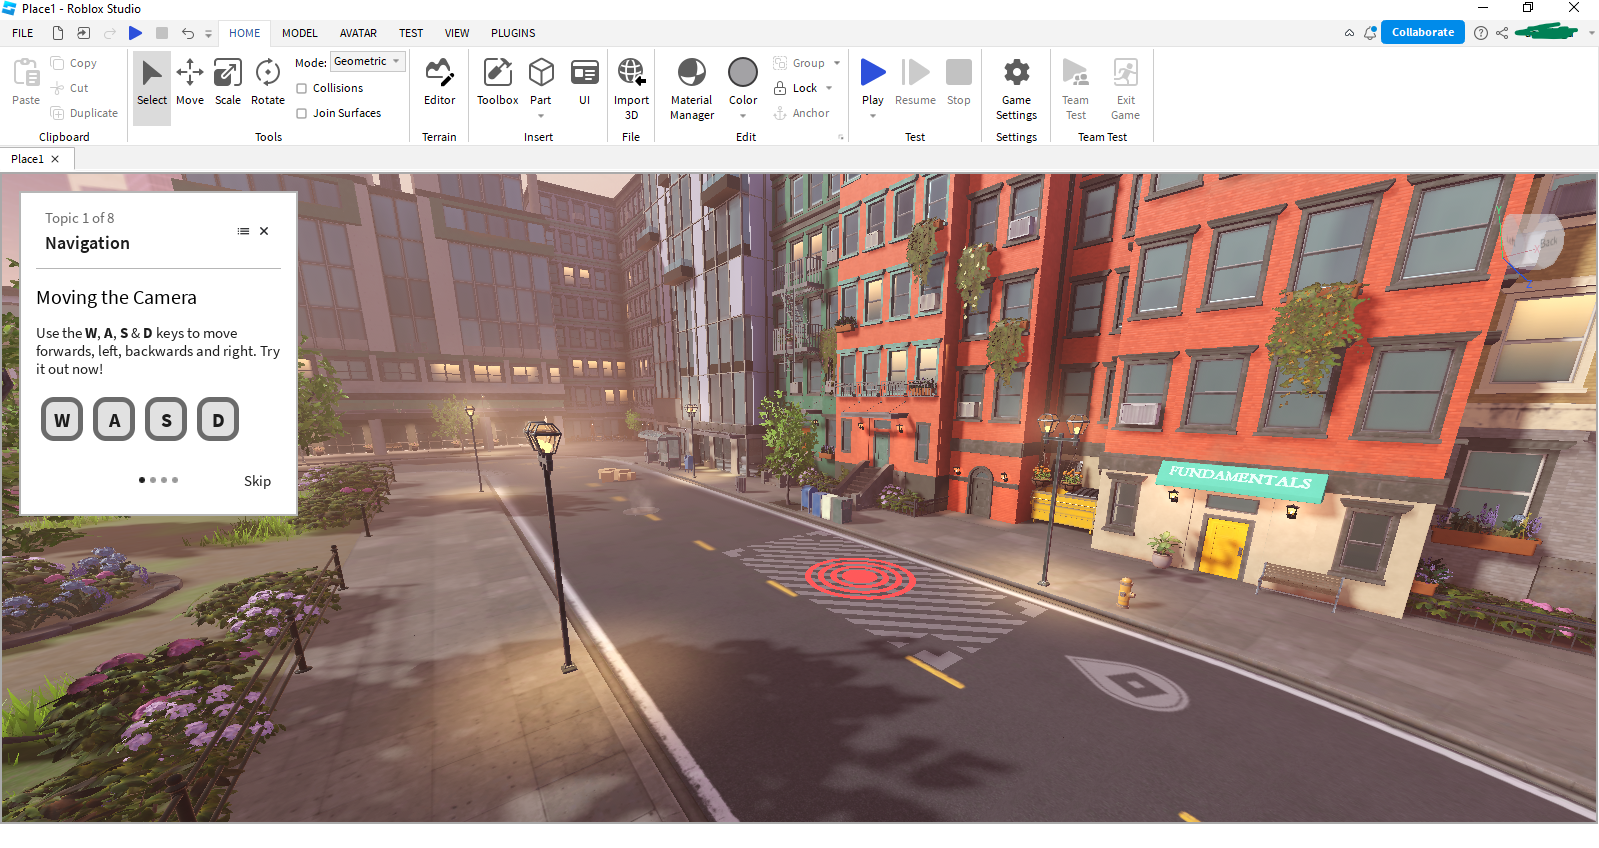 Place1 - Roblox Studio
FILE HOME MODEL AVATAR TEST VIEW PLUGINS Collaborate
Paste
Copy
Cut
Duplicate
Clipboard
Select Move Scale Rotate
Mode: Geometric
Collisions
Join Surfaces
Tools
Editor
Terrain
Toolbox Part UI
Insert
Import
3D
File
Material
Manager
Color
Group
Lock
Anchor
Edit
Play Resume Stop
Test
Game
Settings
Settings
Team
Test
Exit
Game
Team Test
Place1
Topic 1 of 8
Navigation
Moving the Camera
Use the W, A, S & D keys to move
forwards, left, backwards and right. Try
it out now!
W A S D
Skip
FUNDAMENTALS
Back
Z